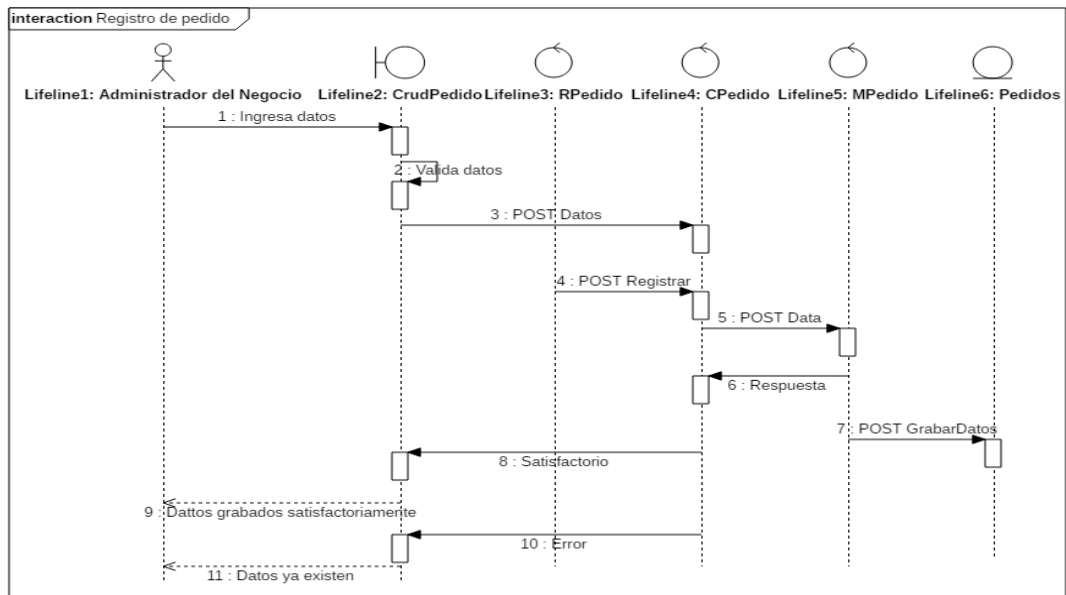 interaction Registro de pedido
Lifeline1: Administrador del Negocio
Lifeline2: CrudPedido
Lifeline3: RPedido
Lifeline4: CPedido
Lifeline5: MPedido
Lifeline6: Pedidos
1 : Ingresa datos
2 : Valida datos
3 : POST Datos
4 : POST Registrar
5 : POST Data
6 : Respuesta
7 : POST GrabarDatos
8 : Satisfactorio
9 : Dattos grabados satisfactoriamente
10 : Error
11 : Datos ya existen